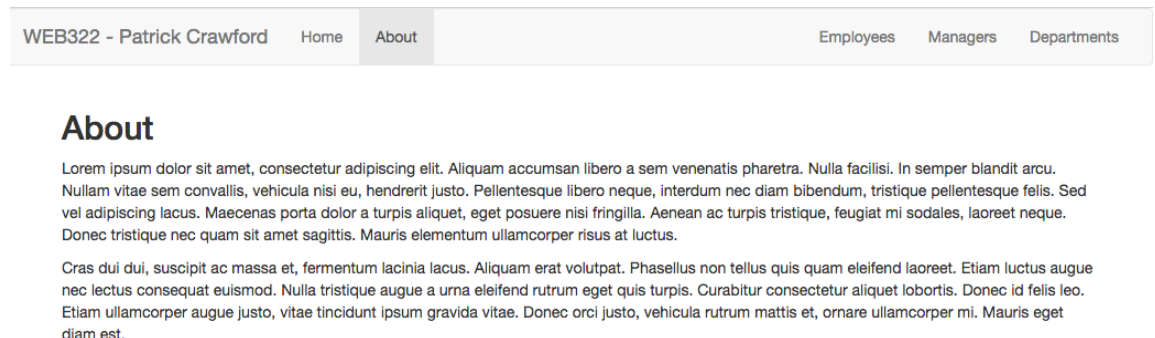 WEB322 - Patrick Crawford Home About Employees Managers Departments
About
Lorem ipsum dolor sit amet, consectetur adipiscing elit. Aliquam accumsan libero a sem venenatis pharetra. Nulla facilisi. In semper blandit arcu.
Nullam vitae sem convallis, vehicula nisi eu, hendrerit justo. Pellentesque libero neque, interdum nec diam bibendum, tristique pellentesque felis. Sed
vel adipiscing lacus. Maecenas porta dolor a turpis aliquet, eget posuere nisi fringilla. Aenean ac turpis tristique, feugiat mi sodales, laoreet neque.
Donec tristique nec quam sit amet sagittis. Mauris elementum ullamcorper risus at luctus.
Cras dui dui, suscipit ac massa et, fermentum lacinia lacus. Aliquam erat volutpat. Phasellus non tellus quis quam eleifend laoreet. Etiam luctus augue
nec lectus consequat euismod. Nulla tristique augue a urna eleifend rutrum eget quis turpis. Curabitur consectetur aliquet lobortis. Donec id felis leo.
Etiam ullamcorper augue justo, vitae tincidunt ipsum gravida vitae. Donec orci justo, vehicula rutrum mattis et, ornare ullamcorper mi. Mauris eget
diam est.